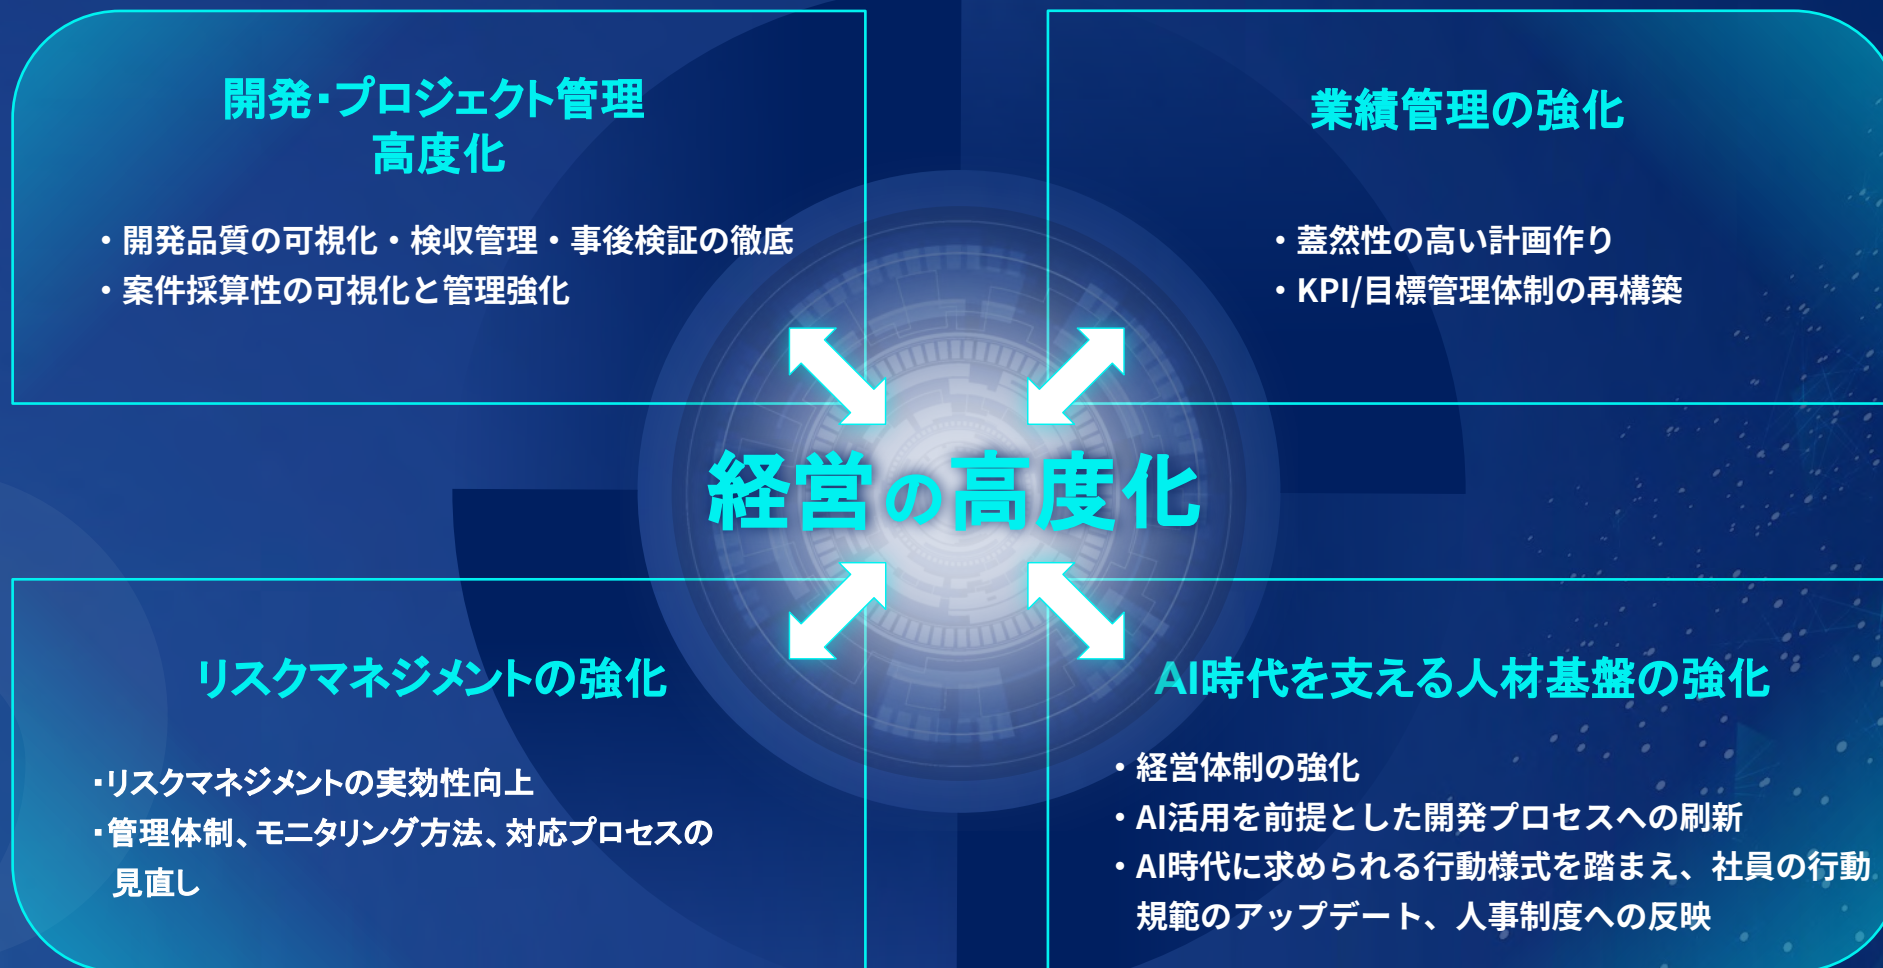 開発・プロジェクト管理
高度化
・開発品質の可視化・検収管理・事後検証の徹底
・案件採算性の可視化と管理強化
業績管理の強化
・蓋然性の高い計画作り
・KPI/目標管理体制の再構築
経営の高度化
リスクマネジメントの強化
・リスクマネジメントの実効性向上
・管理体制、モニタリング方法、対応プロセスの
見直し
AI時代を支える人材基盤の強化
・経営体制の強化
・AI活用を前提とした開発プロセスへの刷新
・AI時代に求められる行動様式を踏まえ、社員の行動
規範のアップデート、人事制度への反映